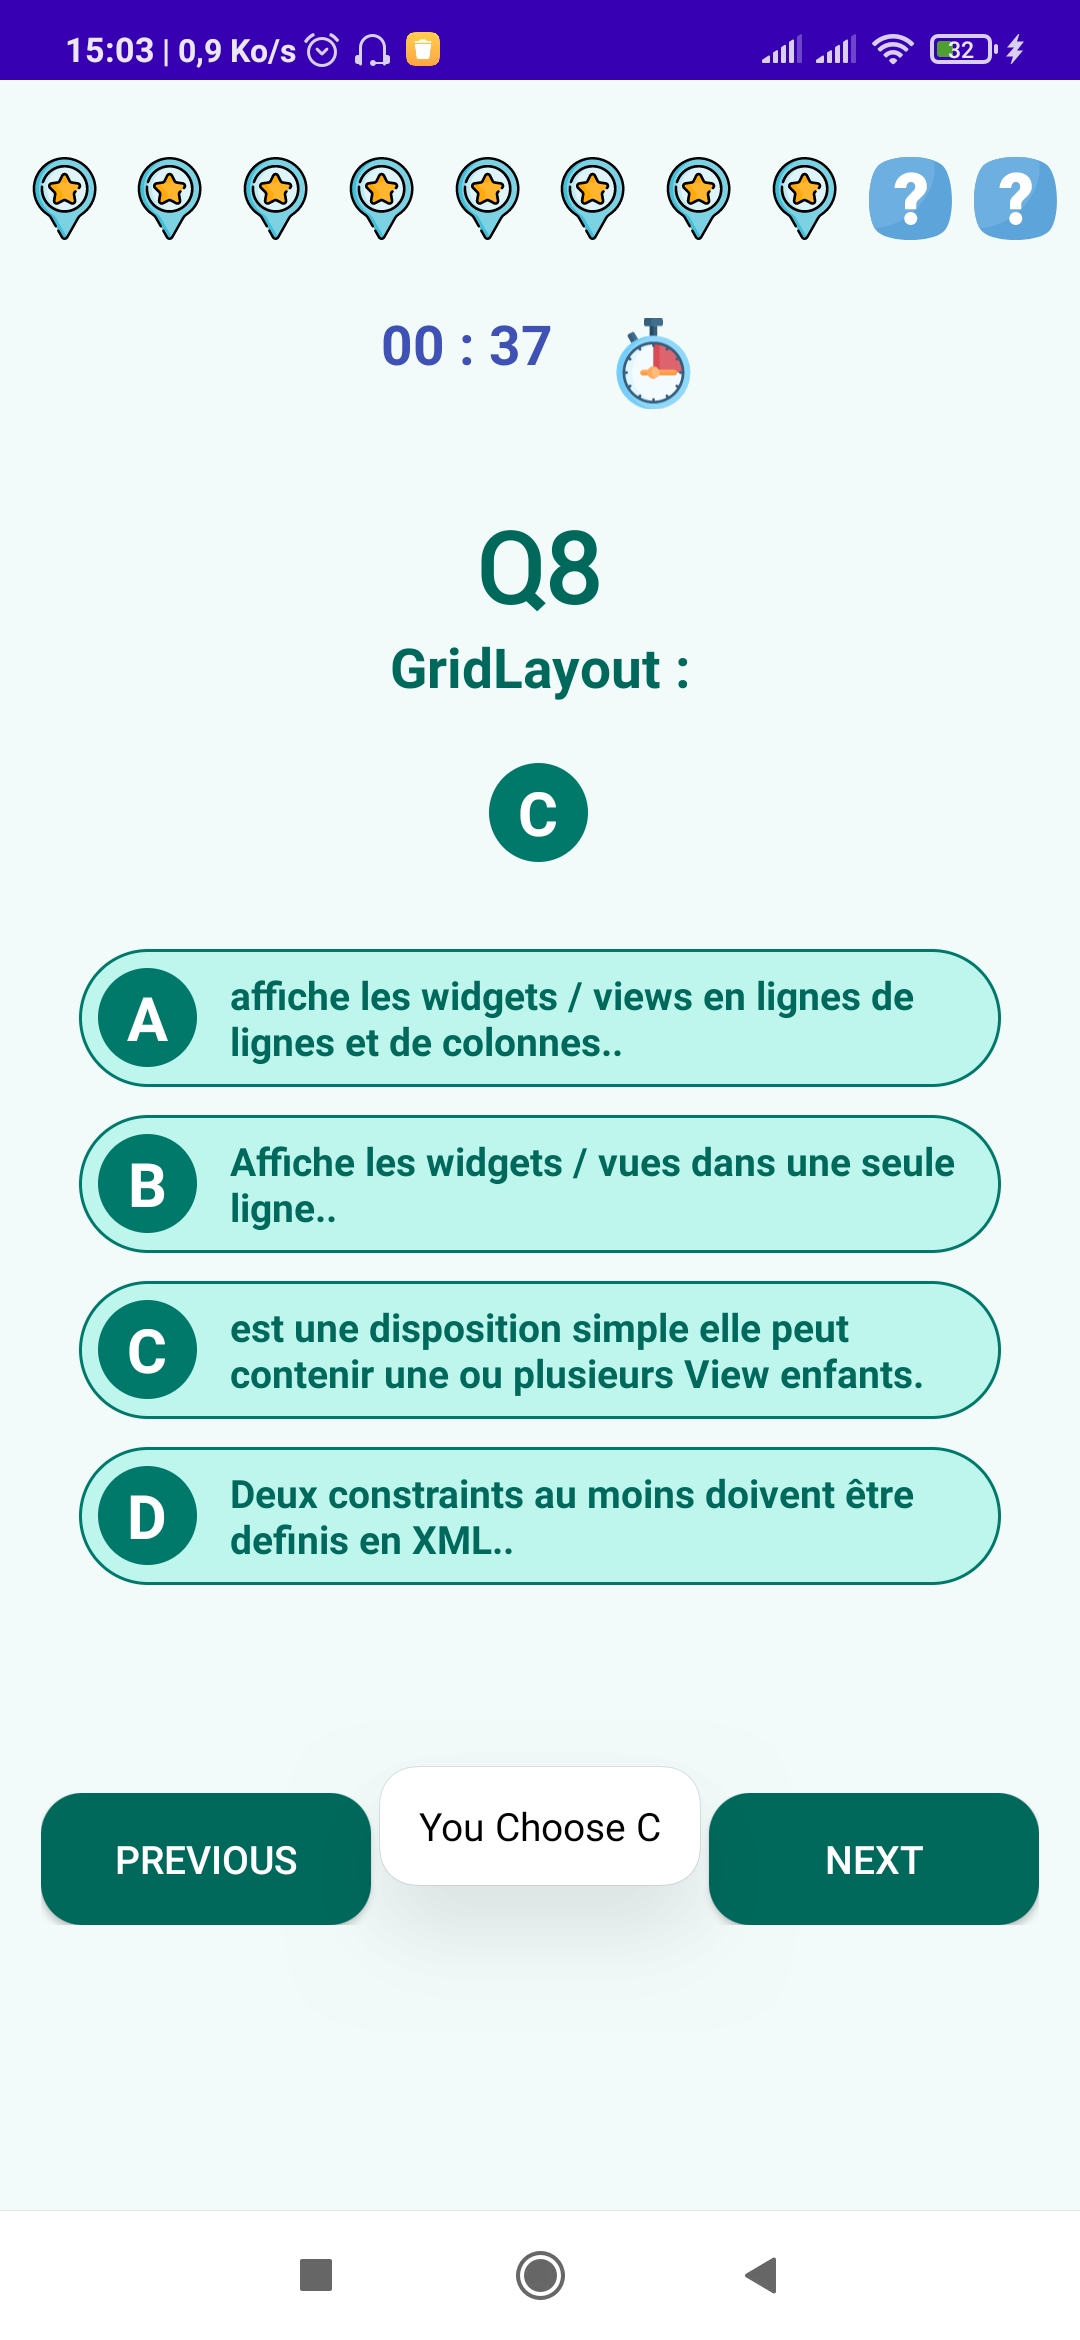 15:03 | 0,9 Ko/s 32
? ?
00 : 37
Q8
GridLayout :
C
A affiche les widgets / views en lignes de
lignes et de colonnes..
B Affiche les widgets / vues dans une seule
ligne..
C est une disposition simple elle peut
contenir une ou plusieurs View enfants.
D Deux constraints au moins doivent être
definis en XML..
PREVIOUS You Choose C NEXT